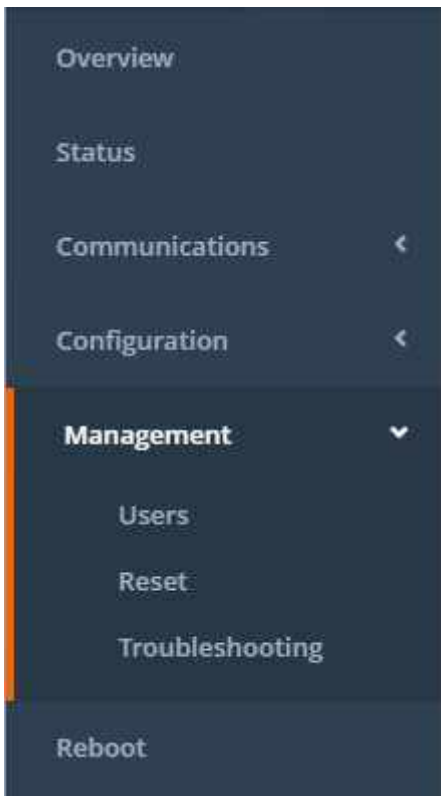 Overview
Status
Communications
Configuration
Management
Users
Reset
Troubleshooting
Reboot